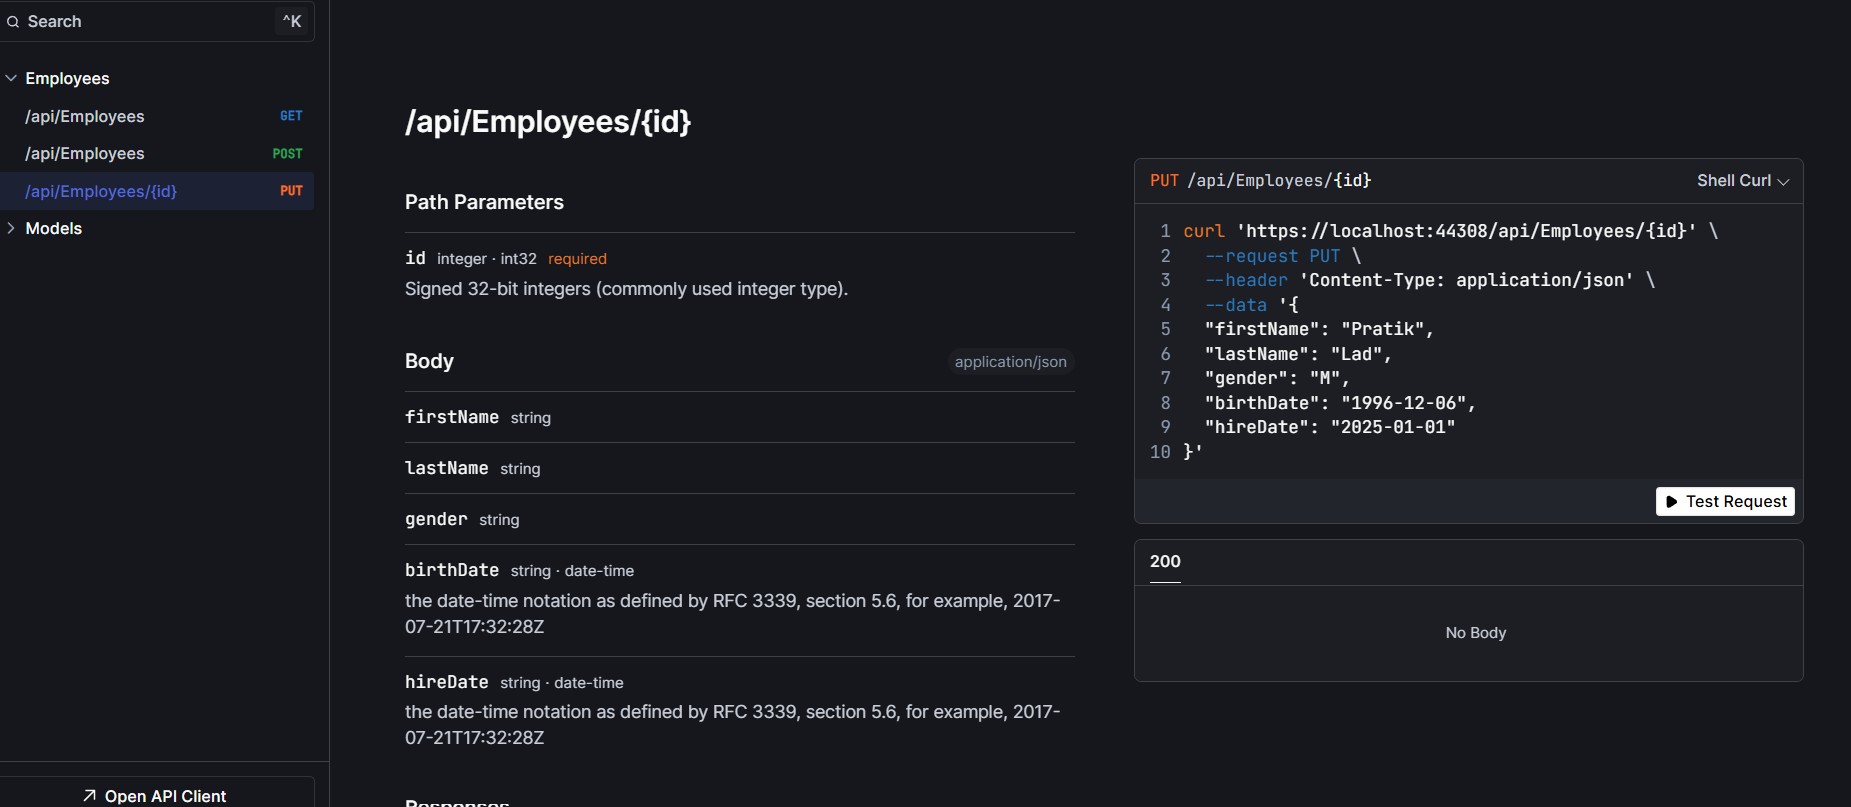 Search ^K
Employees
/api/Employees GET
/api/Employees POST
/api/Employees/{id} PUT
Models
Open API Client
/api/Employees/{id}
Path Parameters
id integer · int32 required
Signed 32-bit integers (commonly used integer type).
Body application/json
firstName string
lastName string
gender string
birthDate string · date-time
the date-time notation as defined by RFC 3339, section 5.6, for example, 2017-
07-21T17:32:28Z
hireDate string · date-time
the date-time notation as defined by RFC 3339, section 5.6, for example, 2017-
07-21T17:32:28Z
Responses
PUT /api/Employees/{id} Shell Curl
1 curl 'https://localhost:44308/api/Employees/{id}' \
2 --request PUT \
3 --header 'Content-Type: application/json' \
4 --data '{
5 "firstName": "Pratik",
6 "lastName": "Lad",
7 "gender": "M",
8 "birthDate": "1996-12-06",
9 "hireDate": "2025-01-01"
10 }'
Test Request
200
No Body